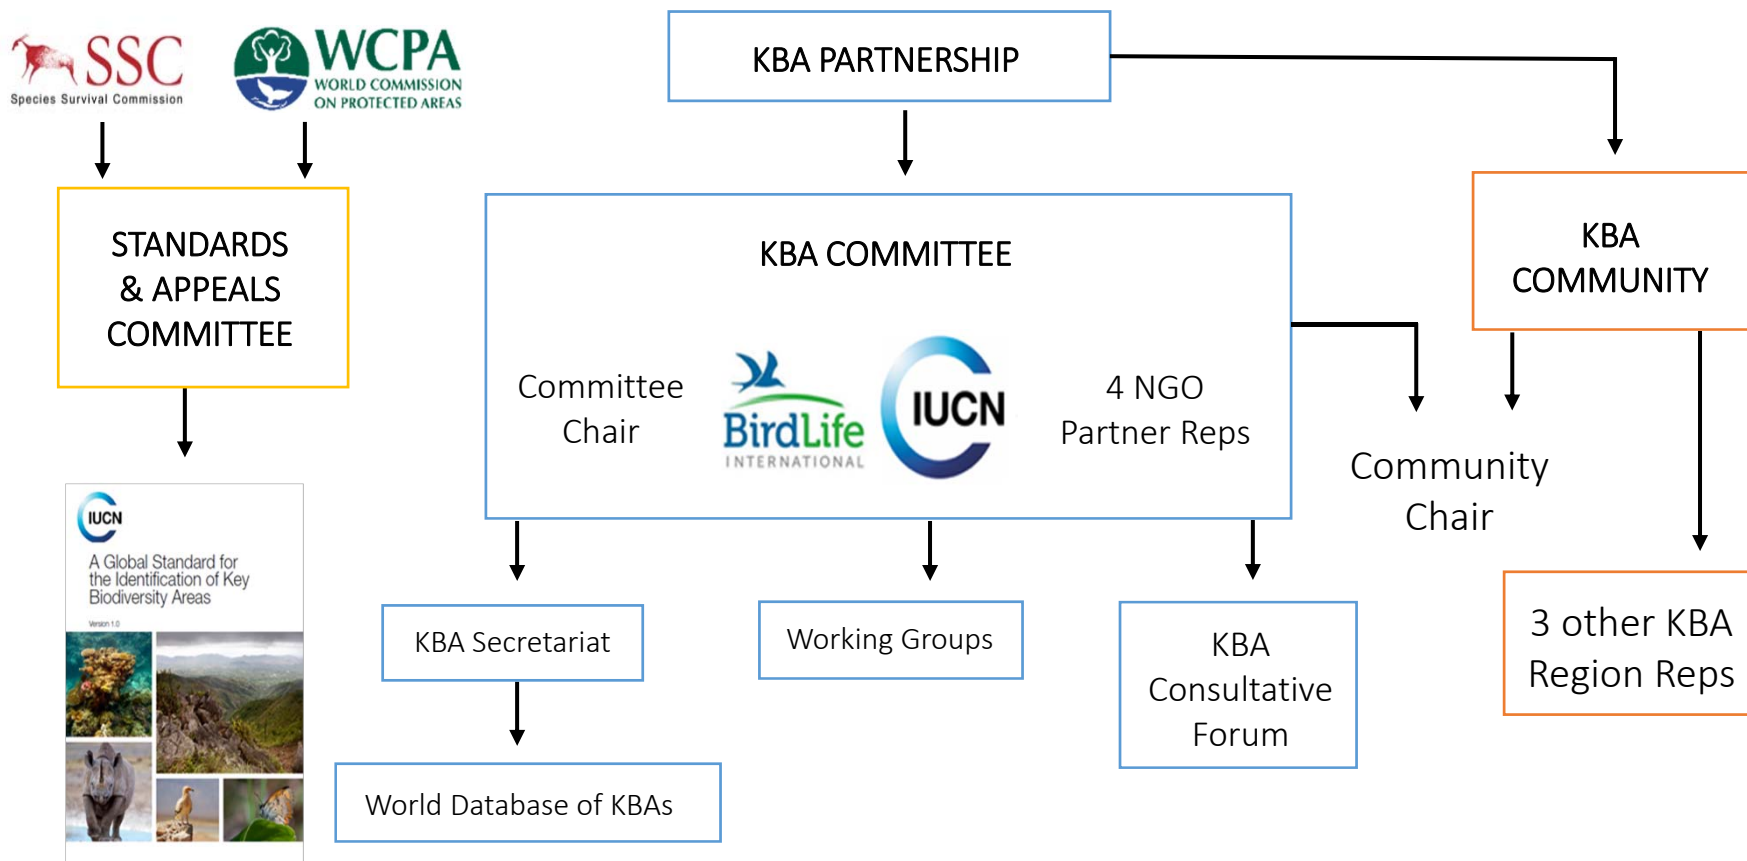 SSC
Species Survival Commission
WCPA
WORLD COMMISSION
ON PROTECTED AREAS
KBA PARTNERSHIP
STANDARDS
& APPEALS
COMMITTEE
KBA COMMITTEE
Committee
Chair
BirdLife
INTERNATIONAL
IUCN
4 NGO
Partner Reps
KBA
COMMUNITY
Community
Chair
IUCN
A Global Standard for
the Identification of Key
Biodiversity Areas
Version 1.0
KBA Secretariat
Working Groups
KBA
Consultative
Forum
3 other KBA
Region Reps
World Database of KBAs